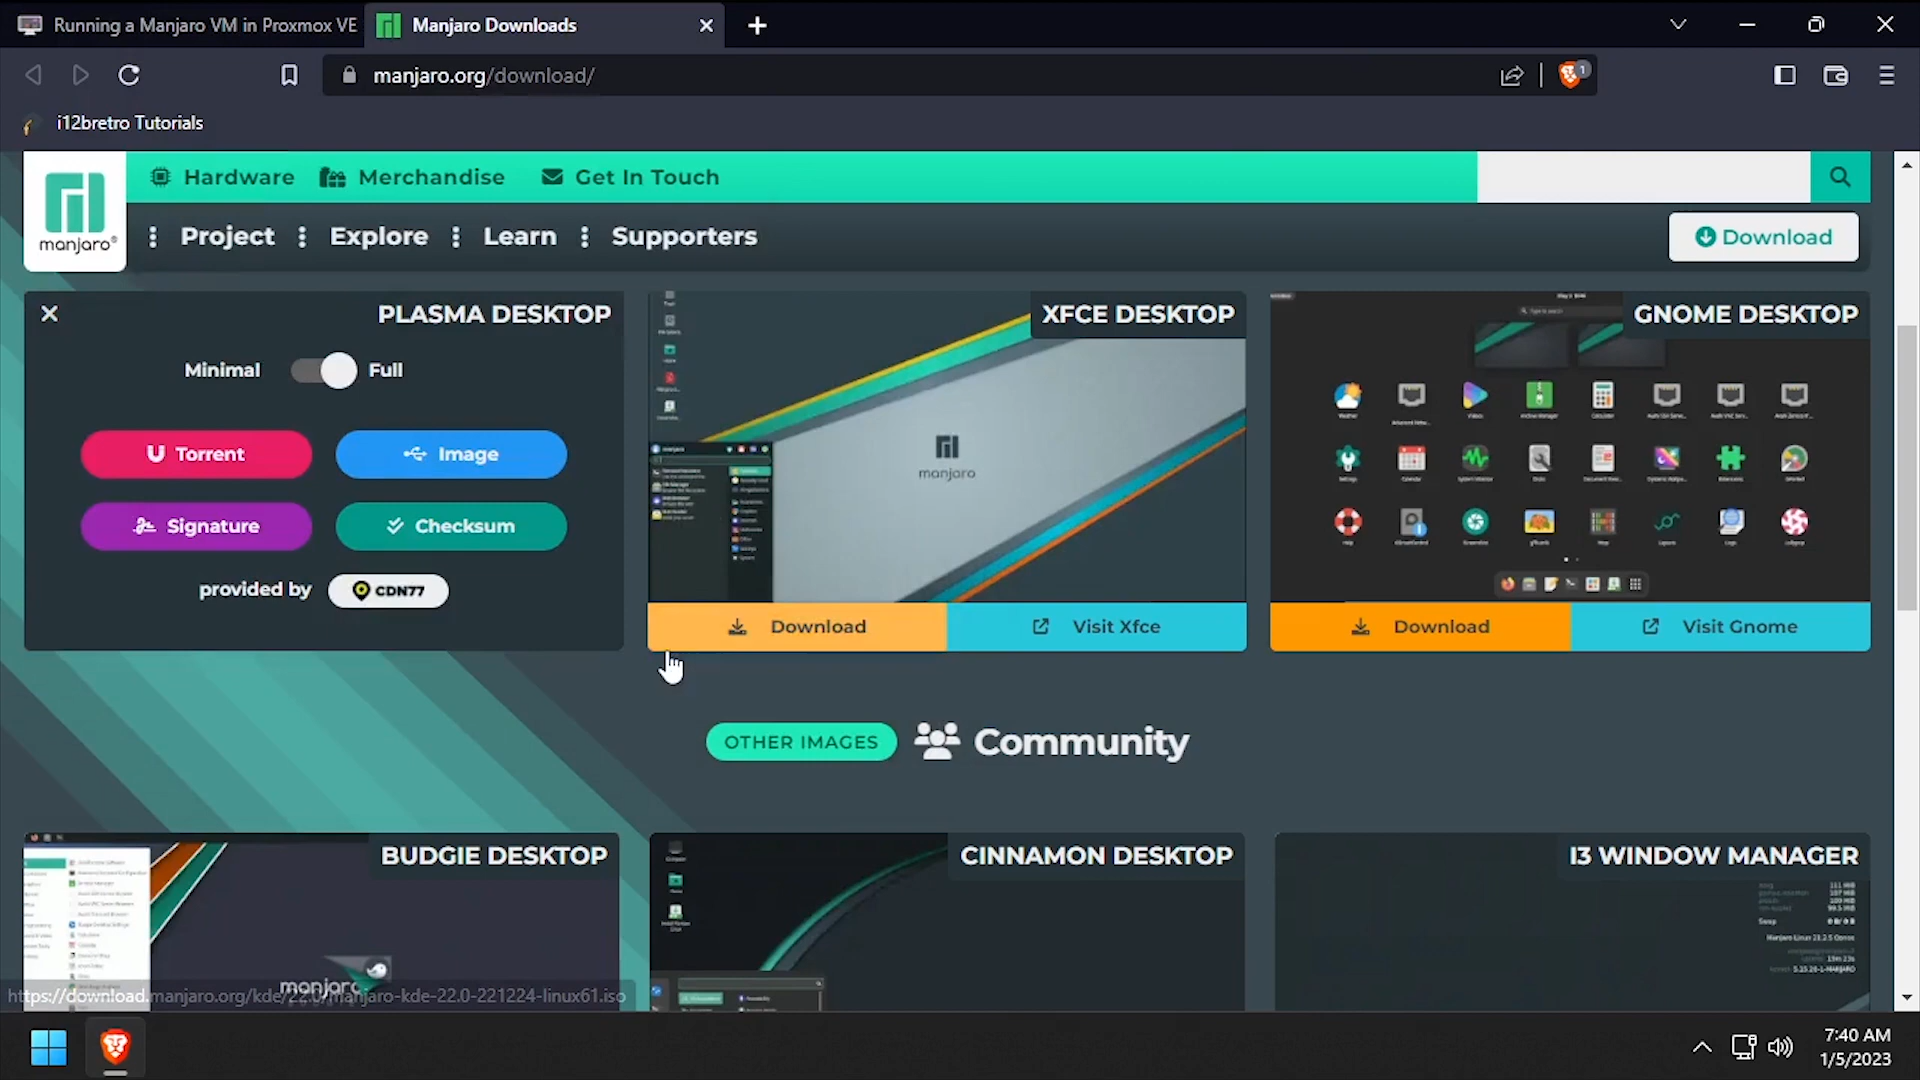 Running a Manjaro VM in Proxmox VE
Manjaro Downloads
manjaro.org/download/
1
i12bretro Tutorials
Hardware
Merchandise
Get In Touch
manjaro®
Project
Explore
Learn
Supporters
Download
PLASMA DESKTOP
Minimal
Full
Torrent
Image
Signature
Checksum
provided by
CDN77
XFCE DESKTOP
manjaro
Download
Visit Xfce
GNOME DESKTOP
Download
Visit Gnome
OTHER IMAGES
Community
BUDGIE DESKTOP
manjaro
CINNAMON DESKTOP
I3 WINDOW MANAGER
https://download.manjaro.org/kde/22.0/manjaro-kde-22.0-221224-linux61.iso
7:40 AM
1/5/2023